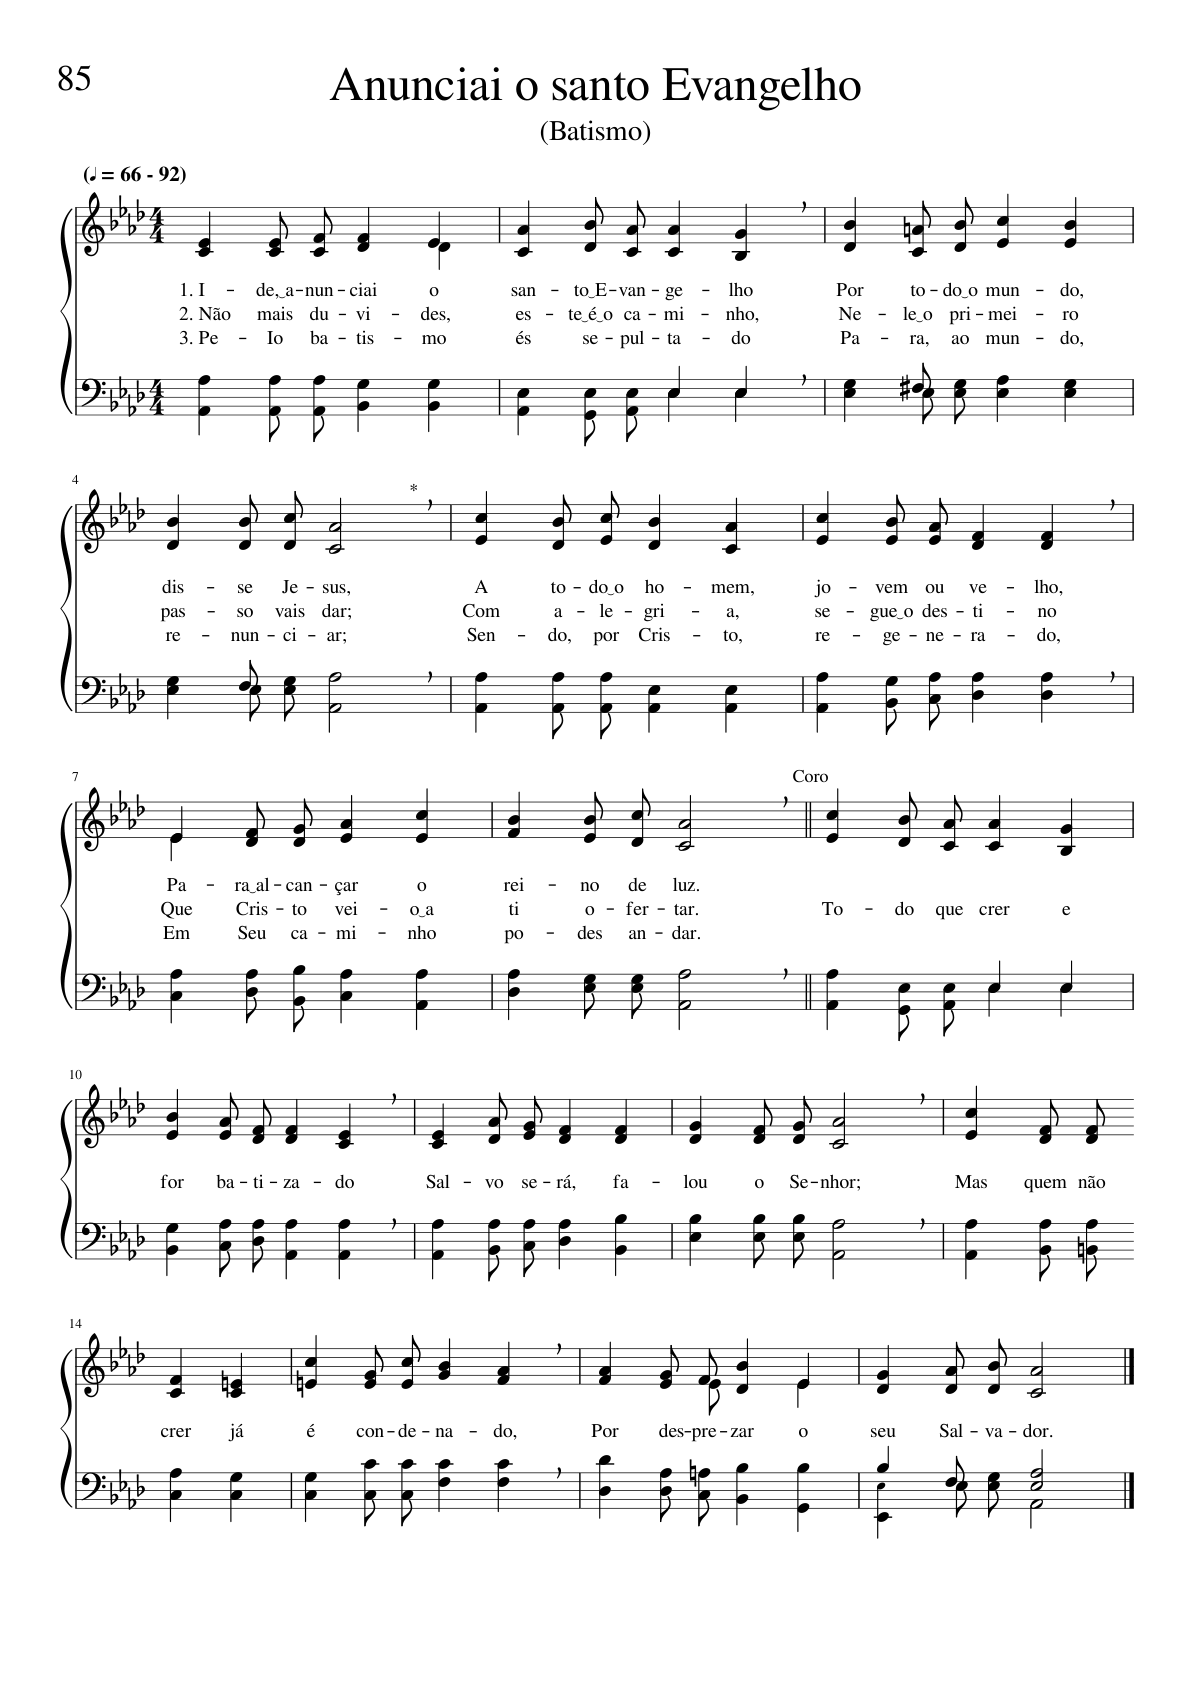 85
Anunciai o santo Evangelho
(Batismo)
(♩ = 66 - 92)
1. I - de,‿a-nun-ciai o san - to‿E-van - ge - lho Por to - do‿o mun - do,
2. Não mais du - vi - des, es - te‿é‿o ca - mi - nho, Ne - le‿o pri - mei - ro
3. Pe - Io ba - tis - mo és se - pul - ta - do Pa - ra, ao mun - do,
4
*
dis - se Je - sus, A to - do‿o ho - mem, jo - vem ou ve - lho,
pas - so vais dar; Com a - le - gri - a, se - gue‿o des - ti - no
re - nun - ci - ar; Sen - do, por Cris - to, re - ge - ne - ra - do,
7
Coro
Pa - ra‿al-can - çar o rei - no de luz.
Que Cris - to vei - o‿a ti o - fer - tar. To - do que crer e
Em Seu ca - mi - nho po - des an - dar.
10
for ba - ti - za - do Sal - vo se - rá, fa - lou o Se - nhor; Mas quem não
14
crer já é con - de - na - do, Por des - pre - zar o seu Sal - va - dor.